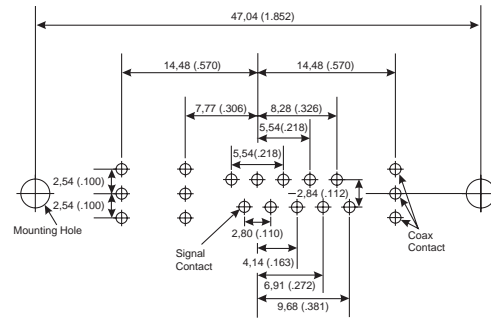 47,04 (1.852)
14,48 (.570)
14,48 (.570)
7,77 (.306)
8,28 (.326)
5,54(.218)
5,54(.218)
2,54 (.100)
2,84 (.112)
2,54 (.100)
Mounting Hole
Signal
Contact
2,80 (.110)
Coax
Contact
4,14 (.163)
6,91 (.272)
9,68 (.381)